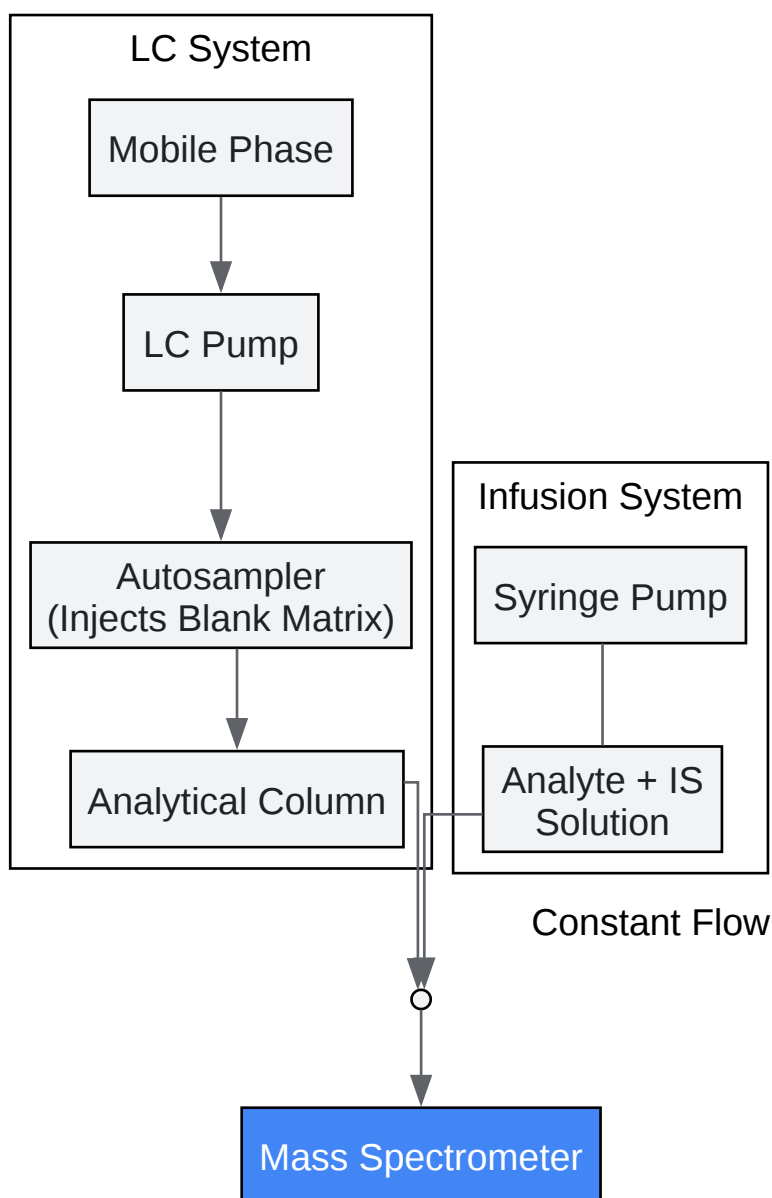 LC System
Mobile Phase
LC Pump
Autosampler
(Injects Blank Matrix)
Analytical Column
Infusion System
Syringe Pump
Analyte + IS
Solution
Constant Flow
Mass Spectrometer